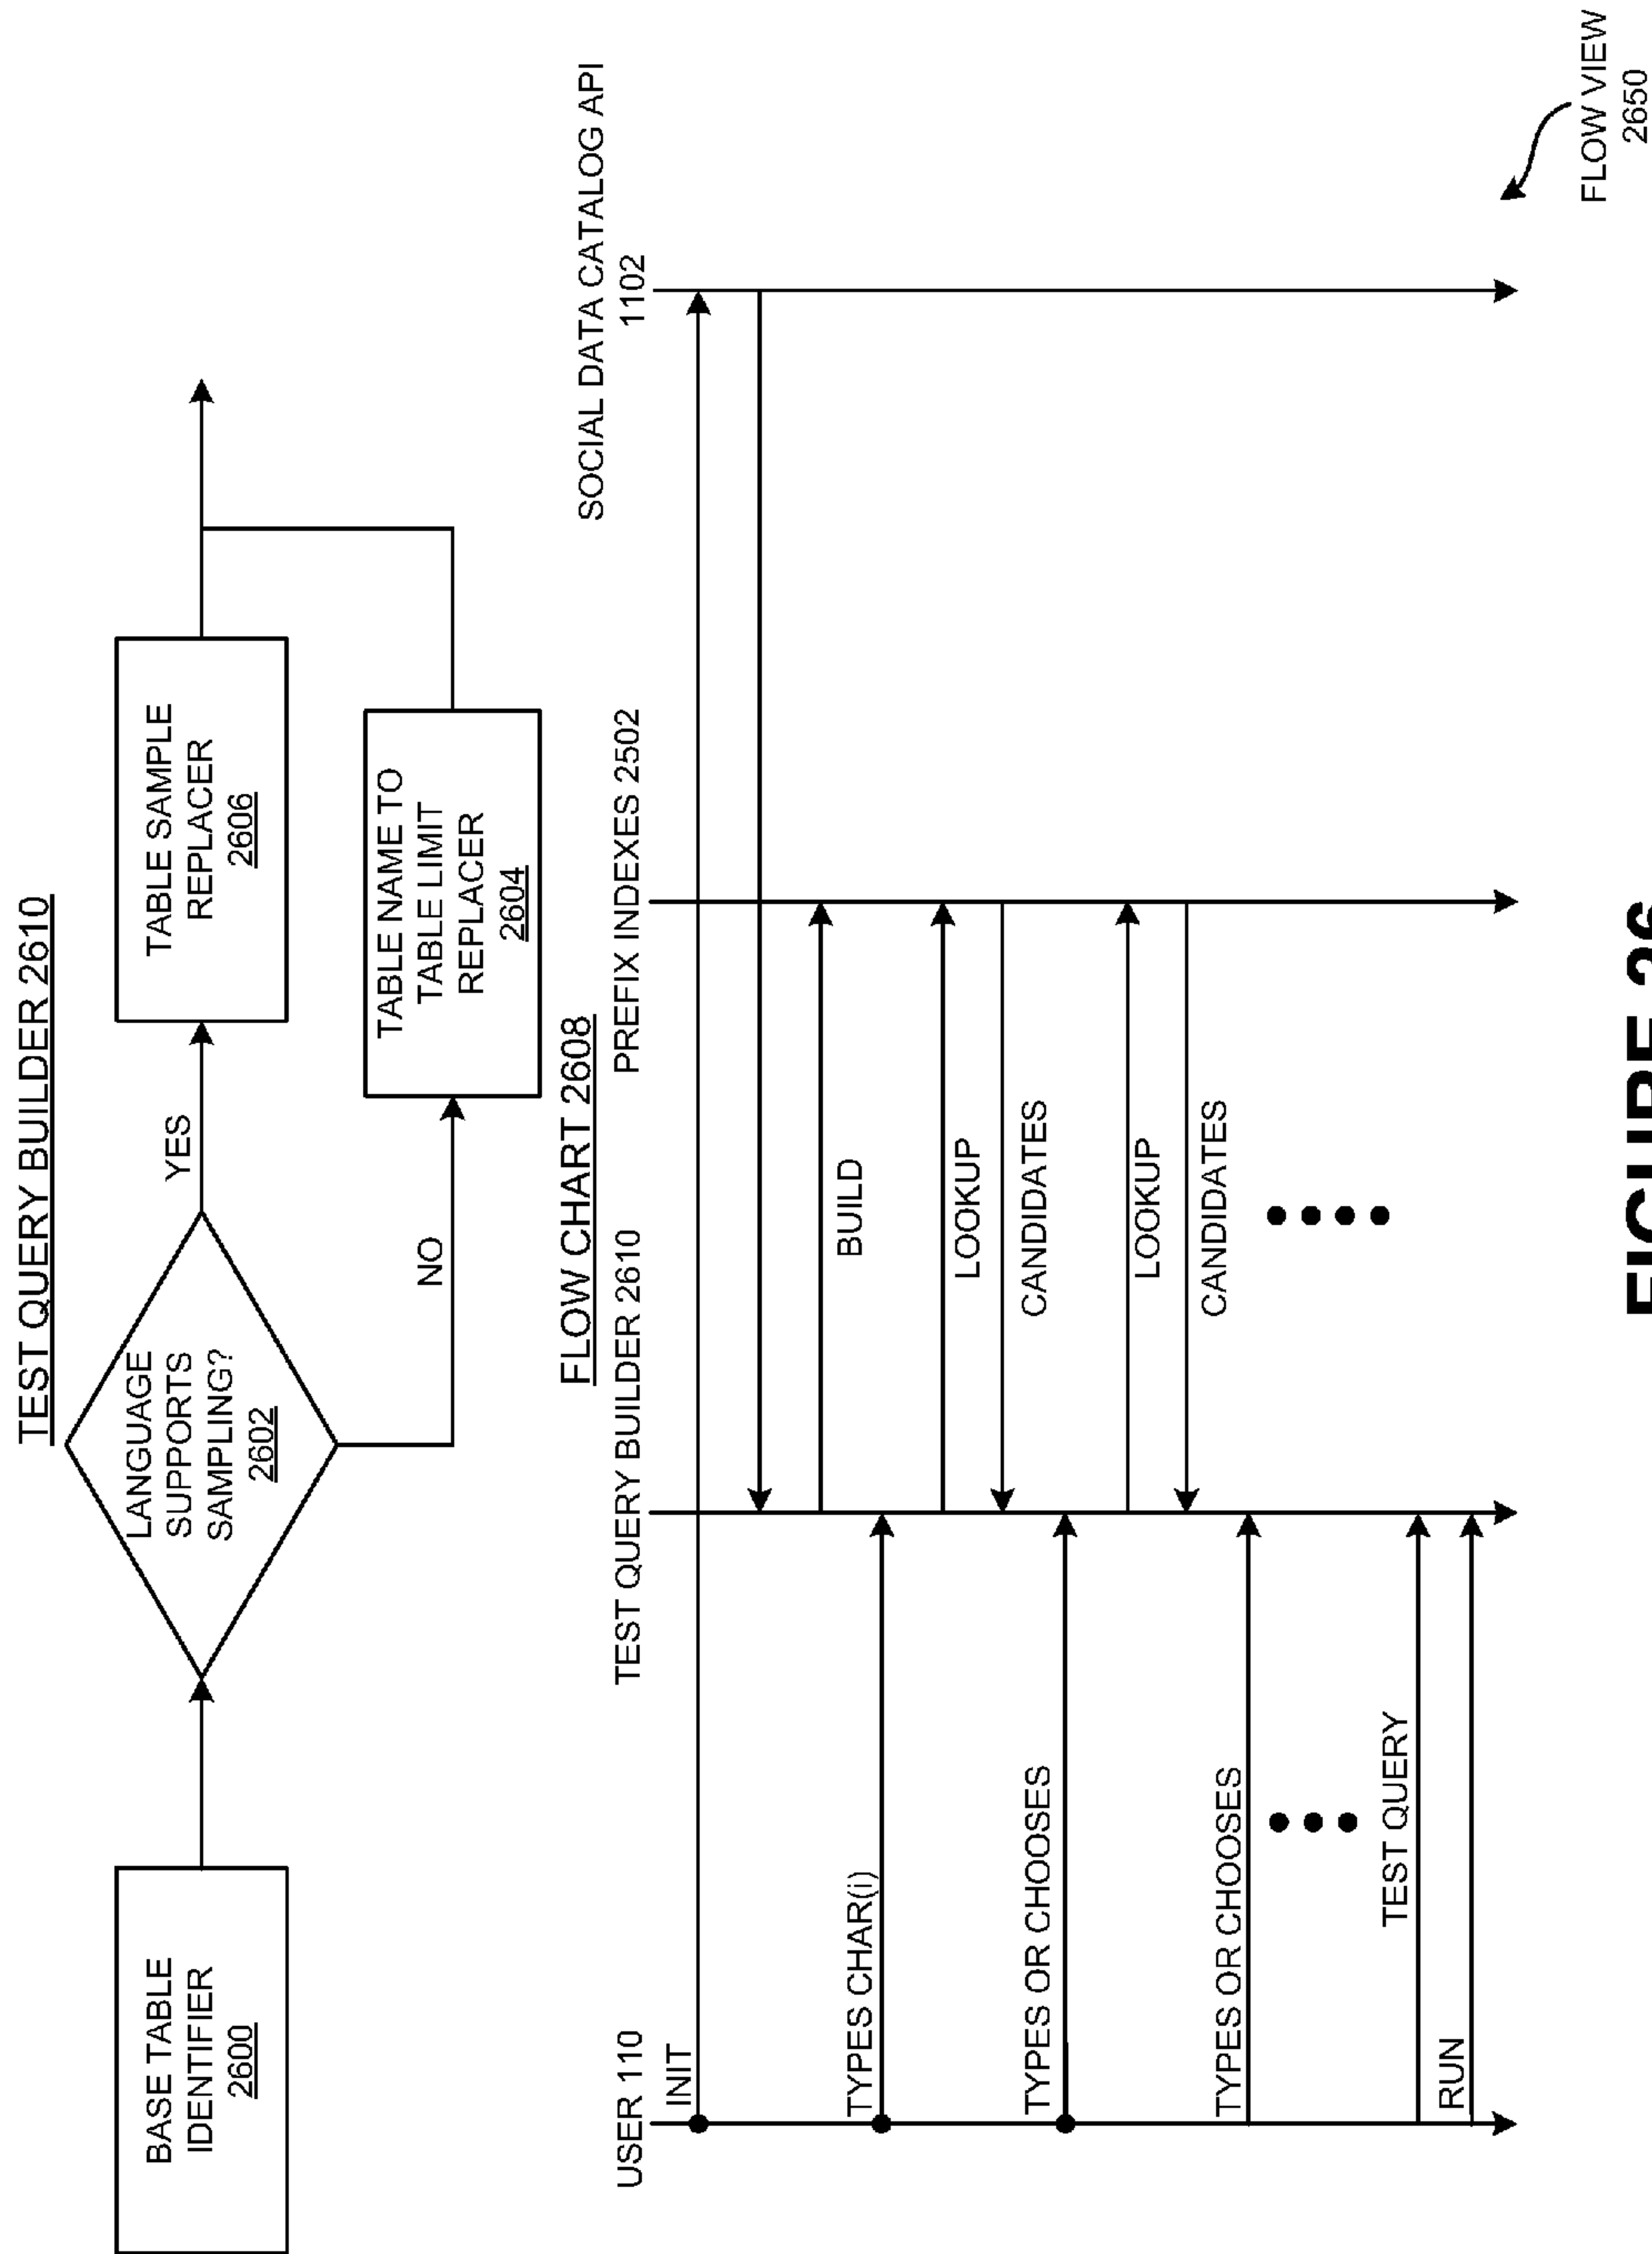 TEST QUERY BUILDER 2610
BASE TABLE
IDENTIFIER
2600
LANGUAGE
SUPPORTS
SAMPLING?
2602
YES
NO
TABLE SAMPLE
REPLACER
2606
TABLE NAME TO
TABLE LIMIT
REPLACER
2604
FLOW CHART 2608
USER 110
TEST QUERY BUILDER 2610
PREFIX INDEXES 2502
SOCIAL DATA CATALOG API
1102
INIT
BUILD
TYPES CHAR(i)
LOOKUP
CANDIDATES
TYPES OR CHOOSES
LOOKUP
CANDIDATES
TYPES OR CHOOSES
TEST QUERY
RUN
FLOW VIEW
2650
FIGURE 26